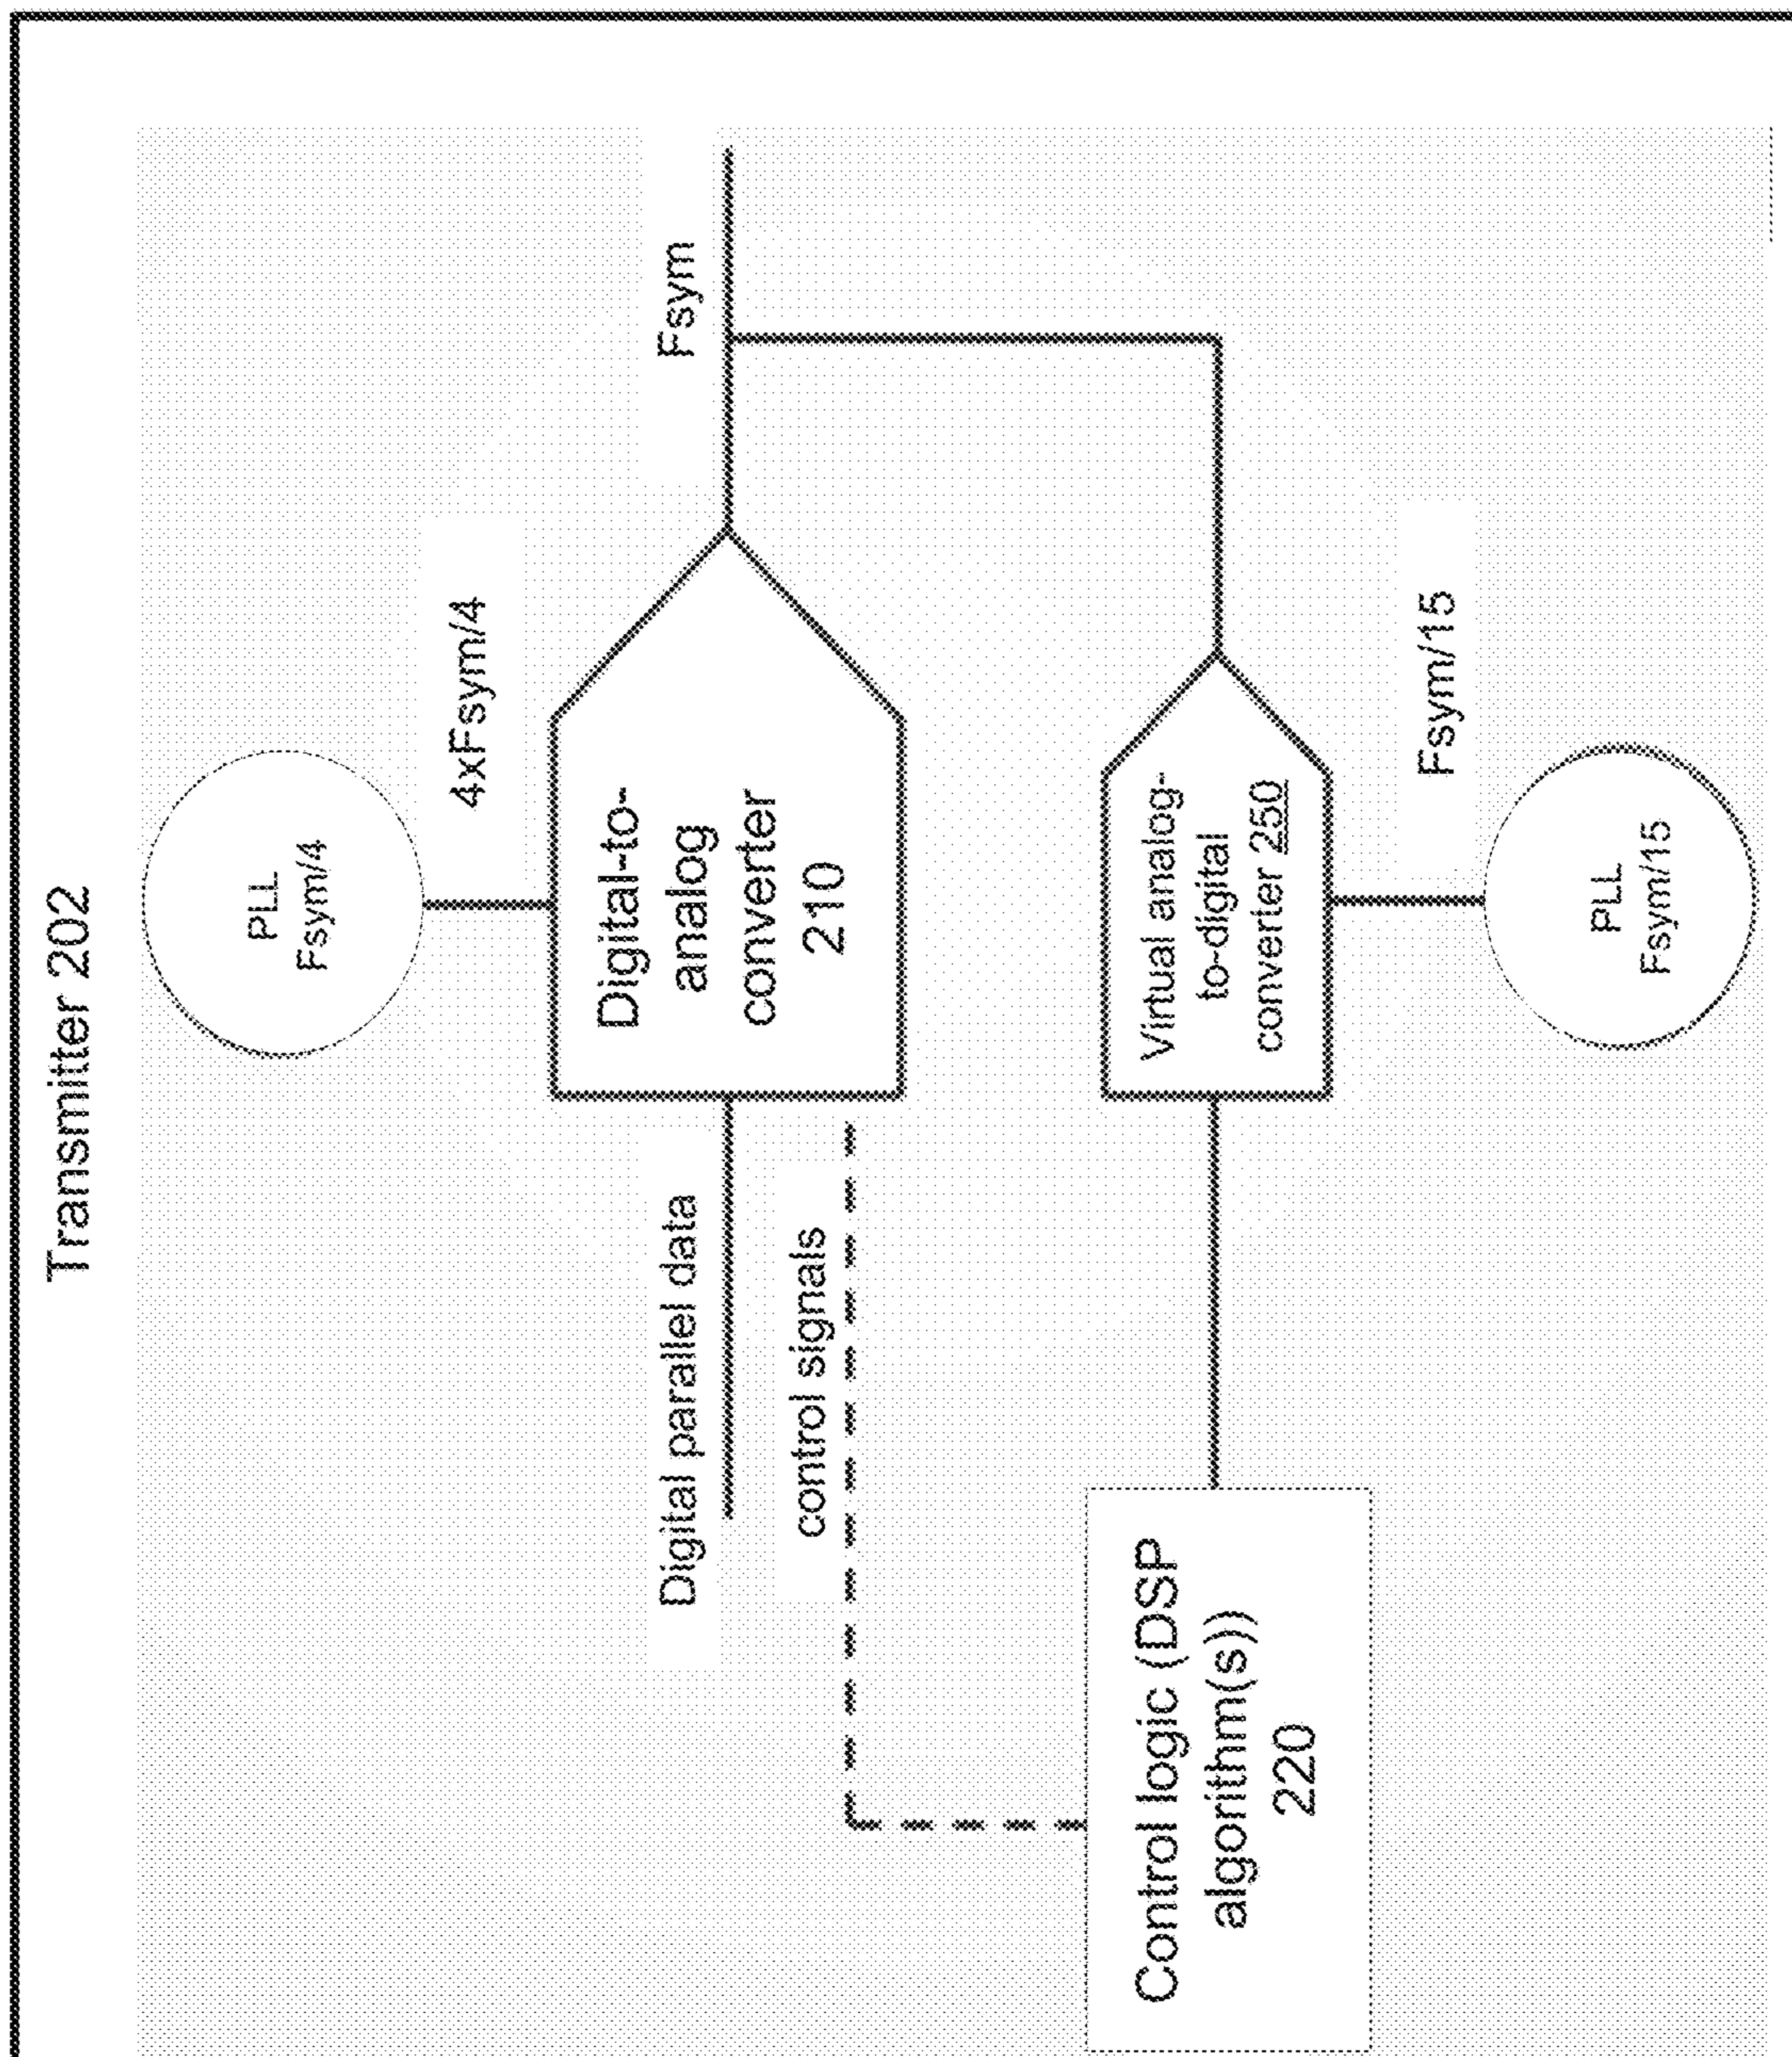 Transmitter 202
PLL
Fsym/4
4xFsym/4
Digital-to-
analog
converter
210
Fsym
Digital parallel data
control signals
Virtual analog-
to-digital
converter 250
Fsym/15
PLL
Fsym/15
Control logic (DSP
algorithm(s))
220